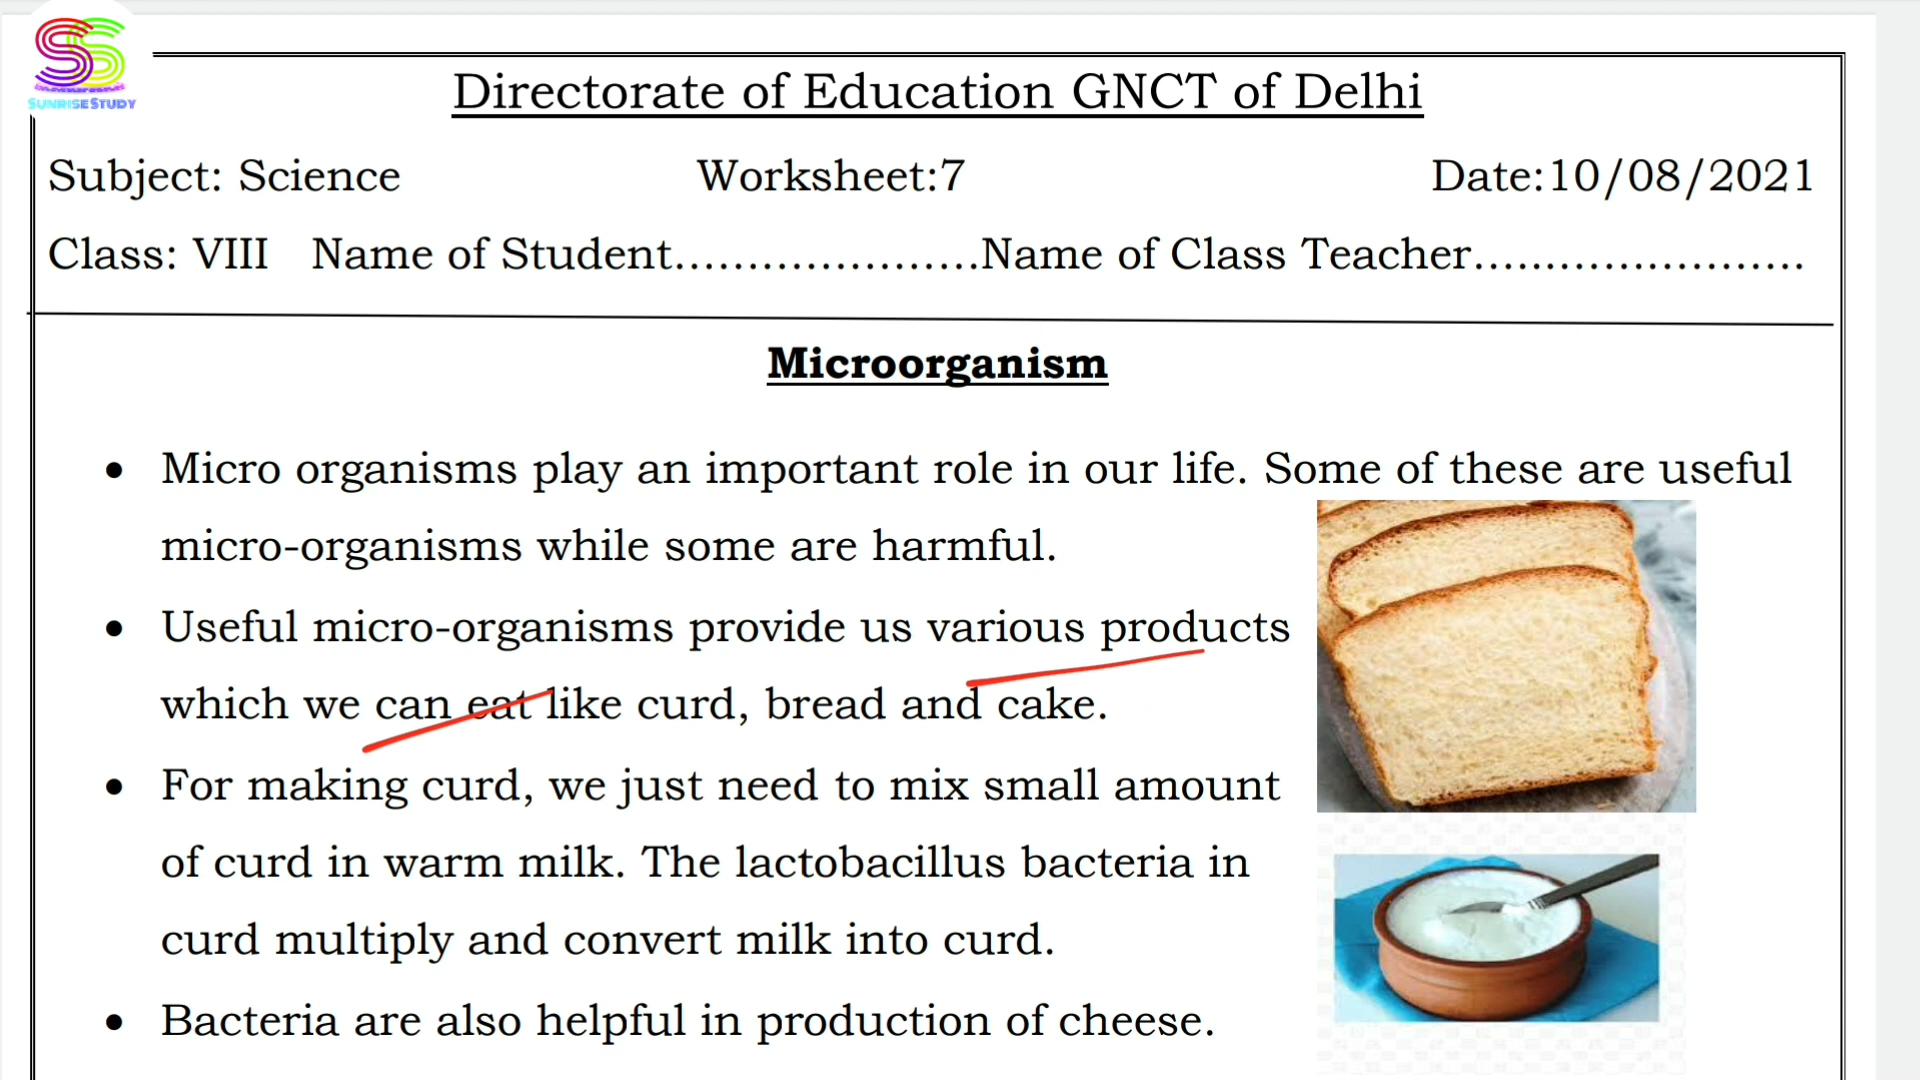 SUNRISESTUDY
Directorate of Education GNCT of Delhi
Subject: Science Worksheet:7 Date:10/08/2021
Class: VIII Name of Student.....................Name of Class Teacher.......................
Microorganism
• Micro organisms play an important role in our life. Some of these are useful
micro-organisms while some are harmful.
• Useful micro-organisms provide us various products
which we can eat like curd, bread and cake.
• For making curd, we just need to mix small amount
of curd in warm milk. The lactobacillus bacteria in
curd multiply and convert milk into curd.
• Bacteria are also helpful in production of cheese.